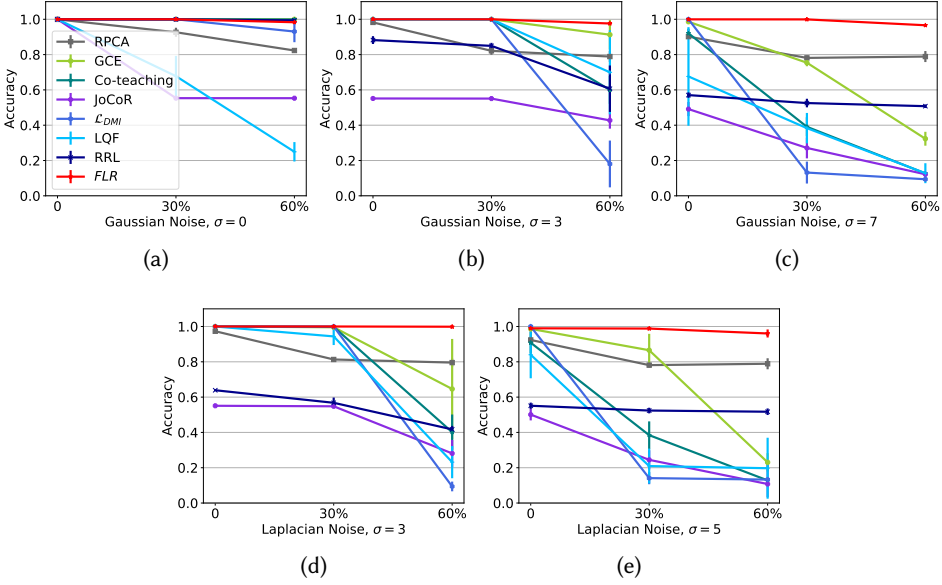 1.0
0.8
0.6
0.4
0.2
0.0
Accuracy
RPCA
GCE
Co-teaching
JoCoR
ℒDMI
LQF
RRL
FLR
0 30% 60%
Gaussian Noise, σ = 0
(a)
1.0
0.8
0.6
0.4
0.2
0.0
Accuracy
0 30% 60%
Gaussian Noise, σ = 3
(b)
1.0
0.8
0.6
0.4
0.2
0.0
Accuracy
0 30% 60%
Gaussian Noise, σ = 7
(c)
1.0
0.8
0.6
0.4
0.2
0.0
Accuracy
0 30% 60%
Laplacian Noise, σ = 3
(d)
1.0
0.8
0.6
0.4
0.2
0.0
Accuracy
0 30% 60%
Laplacian Noise, σ = 5
(e)